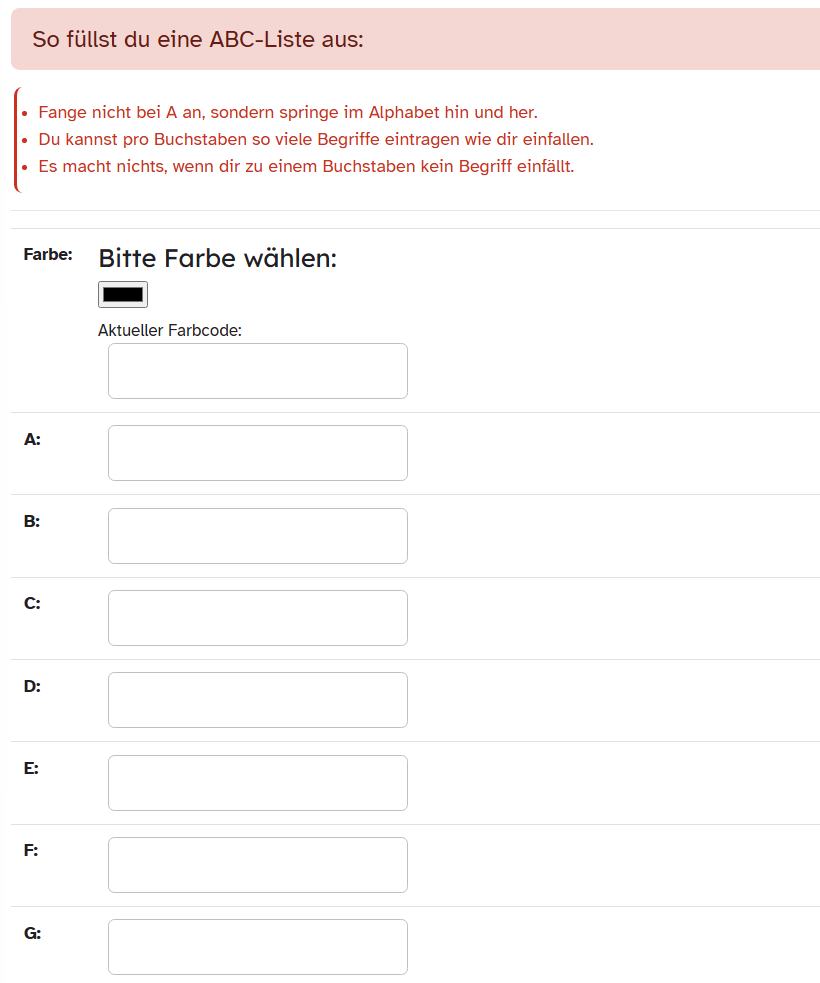 So füllst du eine ABC-Liste aus:
Fange nicht bei A an, sondern springe im Alphabet hin und her.
Du kannst pro Buchstaben so viele Begriffe eintragen wie dir einfallen.
Es macht nichts, wenn dir zu einem Buchstaben kein Begriff einfällt.
Farbe:
Bitte Farbe wählen:
Aktueller Farbcode:
A:
B:
C:
D:
E:
F:
G: